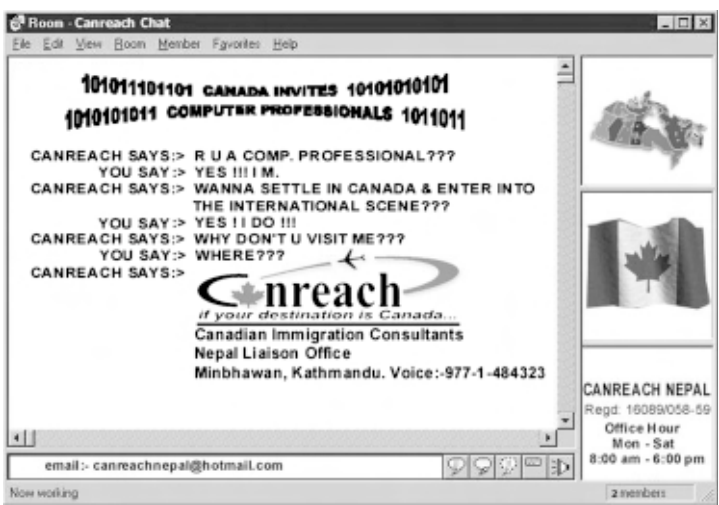 Room - Canreach Chat
File Edit View Room Member Favorites Help
101011101101 CANADA INVITES 10101010101
1010101011 COMPUTER PROFESSIONALS 1011011
CANREACH SAYS:> R U A COMP. PROFESSIONAL???
YOU SAY:> YES !!! I M.
CANREACH SAYS:> WANNA SETTLE IN CANADA & ENTER INTO
THE INTERNATIONAL SCENE???
YOU SAY:> YES ! I DO !!!
CANREACH SAYS:> WHY DON'T U VISIT ME???
YOU SAY:> WHERE???
CANREACH SAYS:>
Canreach
if your destination is Canada...
Canadian Immigration Consultants
Nepal Liaison Office
Minbhawan, Kathmandu. Voice:-977-1-484323
CANREACH NEPAL
Regd: 16089/058-59
Office Hour
Mon - Sat
8:00 am - 6:00 pm
email:- canreachnepal@hotmail.com
Now working
2 members